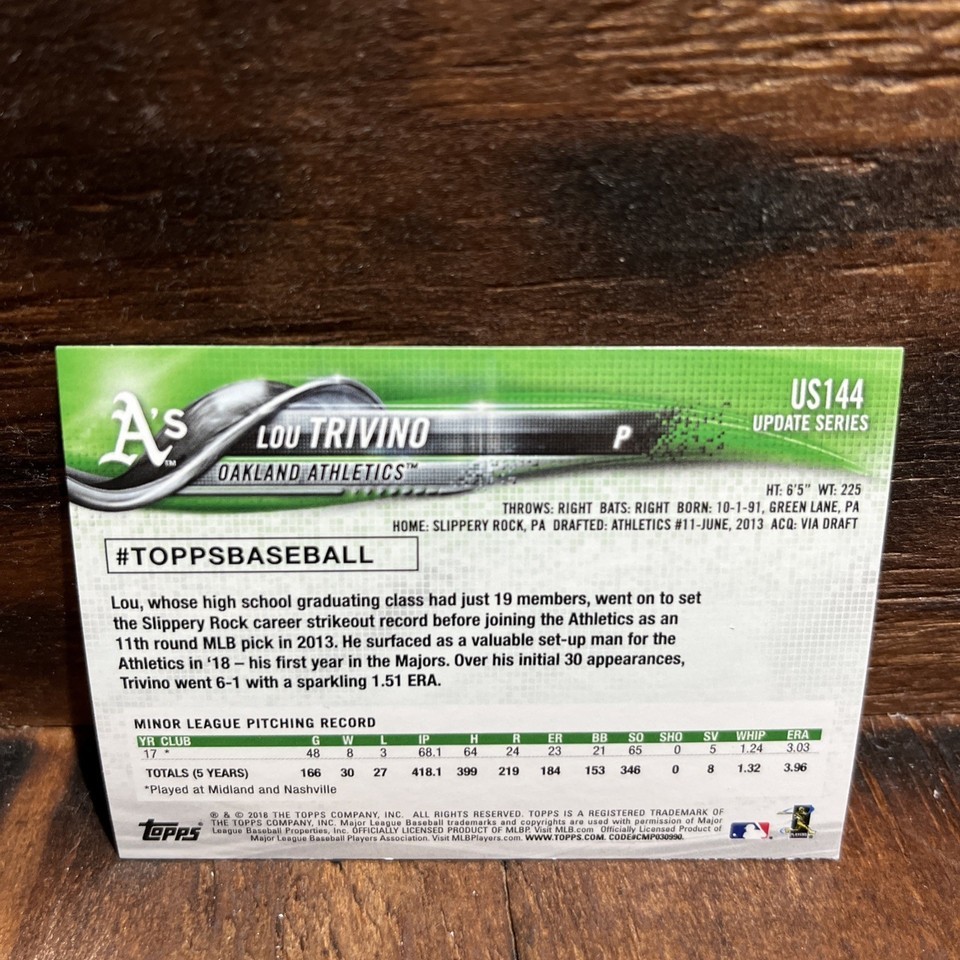 A's™
LOU TRIVINO P
OAKLAND ATHLETICS™
US144
UPDATE SERIES
HT: 6'5" WT: 225
THROWS: RIGHT BATS: RIGHT BORN: 10-1-91, GREEN LANE, PA
HOME: SLIPPERY ROCK, PA DRAFTED: ATHLETICS #11-JUNE, 2013 ACQ: VIA DRAFT
#TOPPSBASEBALL
Lou, whose high school graduating class had just 19 members, went on to set
the Slippery Rock career strikeout record before joining the Athletics as an
11th round MLB pick in 2013. He surfaced as a valuable set-up man for the
Athletics in '18 – his first year in the Majors. Over his initial 30 appearances,
Trivino went 6-1 with a sparkling 1.51 ERA.
MINOR LEAGUE PITCHING RECORD
YR CLUB G W L IP H R ER BB SO SHO SV WHIP ERA
17 * 48 8 3 68.1 64 24 23 21 65 0 5 1.24 3.03
TOTALS (5 YEARS) 166 30 27 418.1 399 219 184 153 346 0 8 1.32 3.96
*Played at Midland and Nashville
topps
® & © 2018 THE TOPPS COMPANY, INC. ALL RIGHTS RESERVED. TOPPS IS A REGISTERED TRADEMARK OF
THE TOPPS COMPANY, INC. Major League Baseball trademarks and copyrights are used with permission of Major
League Baseball Properties, Inc. OFFICIALLY LICENSED PRODUCT OF MLBP. Visit MLB.com Officially Licensed Product of
Major League Baseball Players Association. Visit MLBPlayers.com. WWW.TOPPS.COM. CODE#CMP030990.